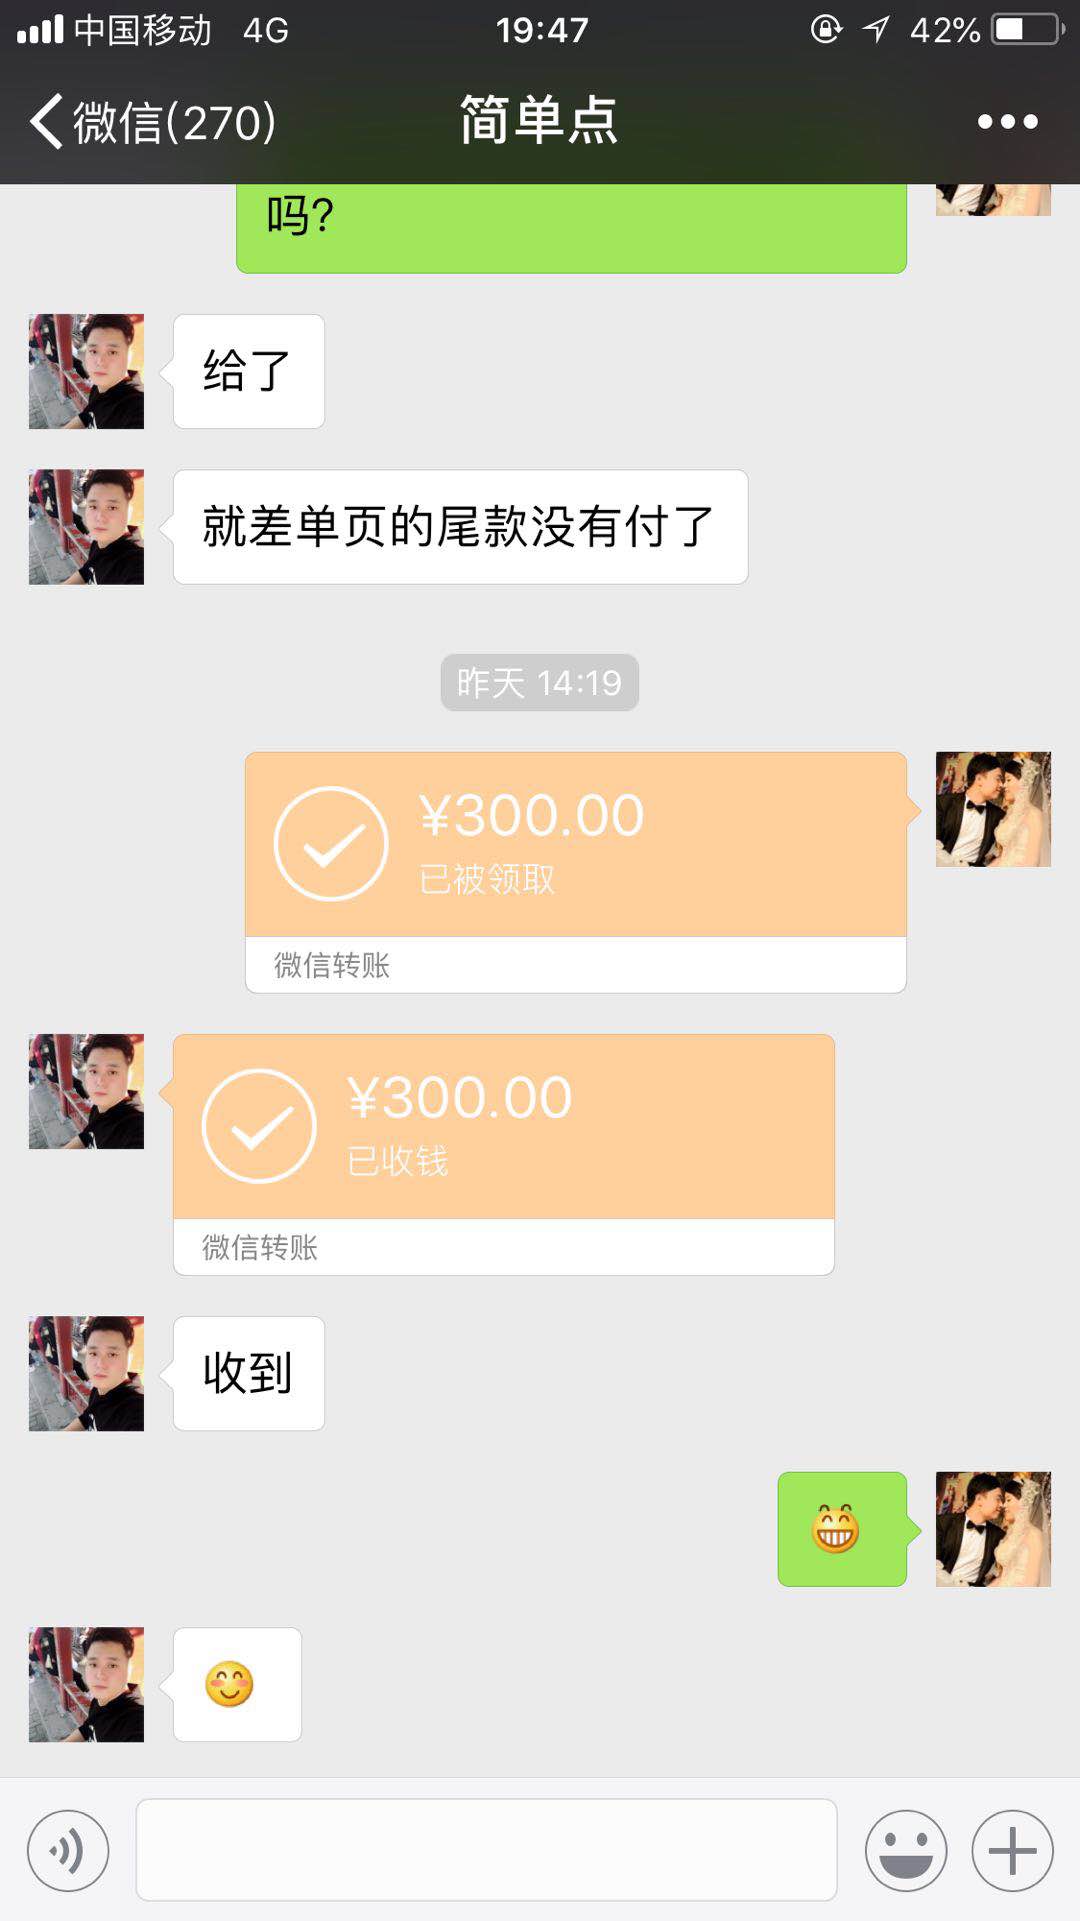 中国移动 4G 19:47 42%
微信(270) 简单点
吗?
给了
就差单页的尾款没有付了
昨天 14:19
¥300.00
已被领取
微信转账
¥300.00
已收钱
微信转账
收到